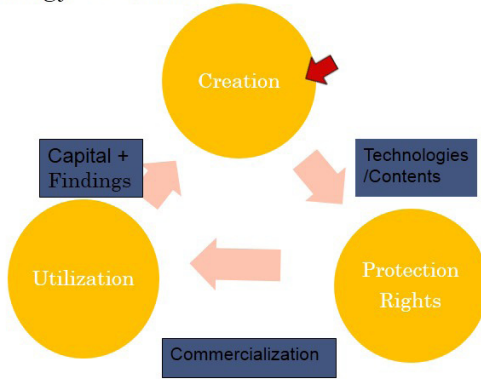 Creation
Capital +
Findings
Technologies
/Contents
Utilization
Protection
Rights
Commercialization